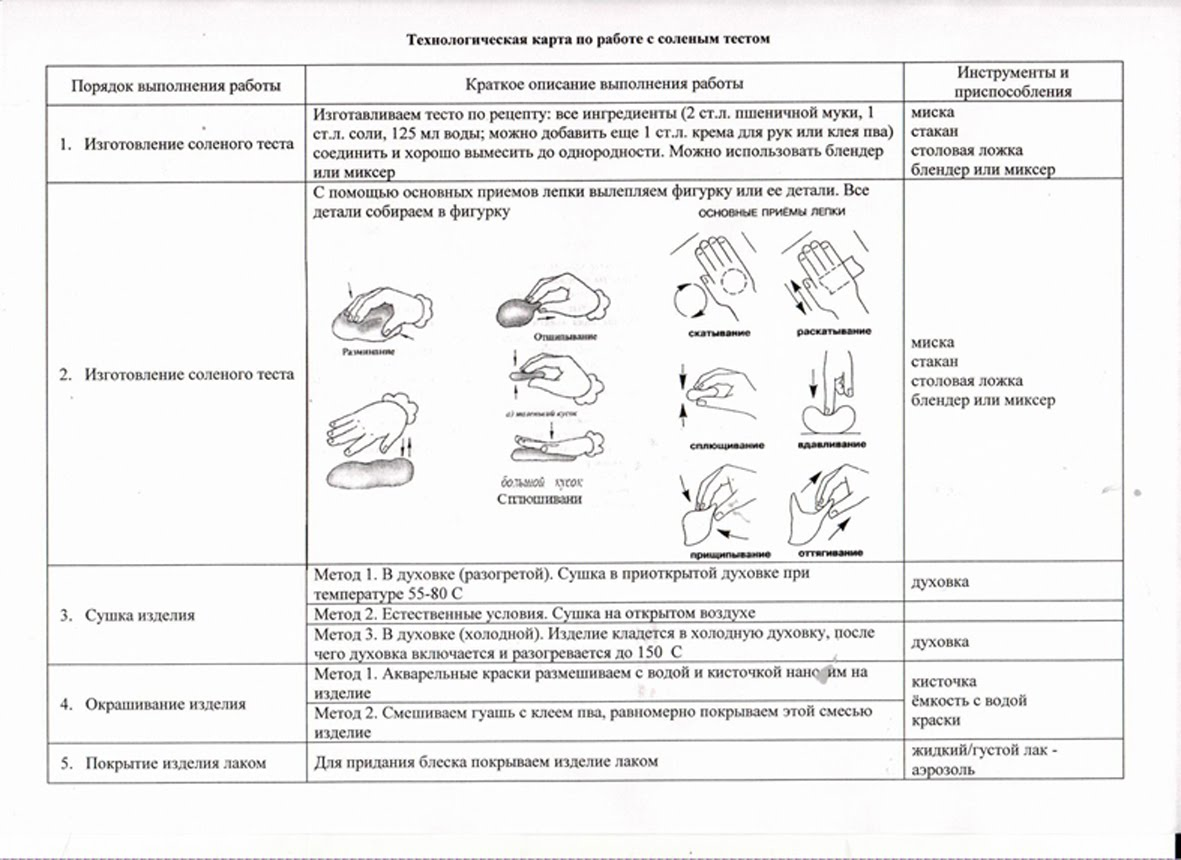 Технологическая карта по работе с соленым тестом
Порядок выполнения работы
Краткое описание выполнения работы
Инструменты и
приспособления
1. Изготовление соленого теста
Изготавливаем тесто по рецепту: все ингредиенты (2 ст.л. пшеничной муки, 1
ст.л. соли, 125 мл воды; можно добавить еще 1 ст.л. крема для рук или клея пва)
соединить и хорошо вымесить до однородности. Можно использовать блендер
или миксер
миска
стакан
столовая ложка
блендер или миксер
2. Изготовление соленого теста
С помощью основных приемов лепки вылепляем фигурку или ее детали. Все
детали собираем в фигурку
ОСНОВНЫЕ ПРИЁМЫ ЛЕПКИ
Разминание
Отщипывание
а) маленький кусок
большой кусок
Сплющивани
скатывание
раскатывание
сплющивание
вдавливание
прищипывание
оттягивание
миска
стакан
столовая ложка
блендер или миксер
3. Сушка изделия
Метод 1. В духовке (разогретой). Сушка в приоткрытой духовке при
температуре 55-80 С
духовка
Метод 2. Естественные условия. Сушка на открытом воздухе
Метод 3. В духовке (холодной). Изделие кладется в холодную духовку, после
чего духовка включается и разогревается до 150 С
духовка
4. Окрашивание изделия
Метод 1. Акварельные краски размешиваем с водой и кисточкой наносим на
изделие
Метод 2. Смешиваем гуашь с клеем пва, равномерно покрываем этой смесью
изделие
кисточка
ёмкость с водой
краски
5. Покрытие изделия лаком
Для придания блеска покрываем изделие лаком
жидкий/густой лак -
аэрозоль